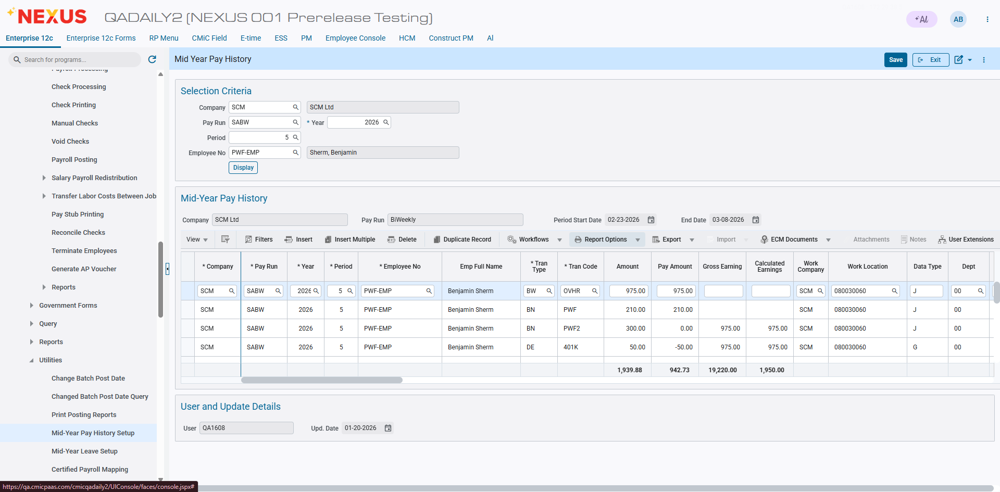 NEXUS QADAILY2 (NEXUS 001 Prerelease Testing) AI AB
Enterprise 12c Enterprise 12c Forms RP Menu CMiC Field E-time ESS PM Employee Console HCM Construct PM AI
Search for programs...
Mid Year Pay History Save Exit
Payroll Processing
Check Processing
Check Printing
Manual Checks
Void Checks
Payroll Posting
Salary Payroll Redistribution
Transfer Labor Costs Between Job
Pay Stub Printing
Reconcile Checks
Terminate Employees
Generate AP Voucher
Reports
Government Forms
Query
Reports
Utilities
Change Batch Post Date
Changed Batch Post Date Query
Print Posting Reports
Mid-Year Pay History Setup
Mid-Year Leave Setup
Certified Payroll Mapping
Selection Criteria
Company SCM SCM Ltd
Pay Run SABW * Year 2026
Period 5
Employee No PWF-EMP Sherm, Benjamin
Display
Mid-Year Pay History
Company SCM Ltd Pay Run BiWeekly Period Start Date 02-23-2026 End Date 03-08-2026
View Filters Insert Insert Multiple Delete Duplicate Record Workflows Report Options Export Import ECM Documents Attachments Notes User Extensions
* Company * Pay Run * Year * Period * Employee No Emp Full Name * Tran Type * Tran Code Amount Pay Amount Gross Earning Calculated Earnings Work Company Work Location Data Type Dept
SCM SABW 2026 5 PWF-EMP Benjamin Sherm BW OVHR 975.00 975.00 SCM 080030060 J 00
SCM SABW 2026 5 PWF-EMP Benjamin Sherm BN PWF 210.00 210.00 SCM 080030060 J 00
SCM SABW 2026 5 PWF-EMP Benjamin Sherm BN PWF2 300.00 0.00 975.00 975.00 SCM 080030060 J 00
SCM SABW 2026 5 PWF-EMP Benjamin Sherm DE 401K 50.00 -50.00 975.00 975.00 SCM 080030060 G 00
1,939.88 942.73 19,220.00 1,950.00
User and Update Details
User QA1608 Upd. Date 01-20-2026
https://qa.cmicpaas.com/cmicqadaily2/UIConsole/faces/console.jspx#